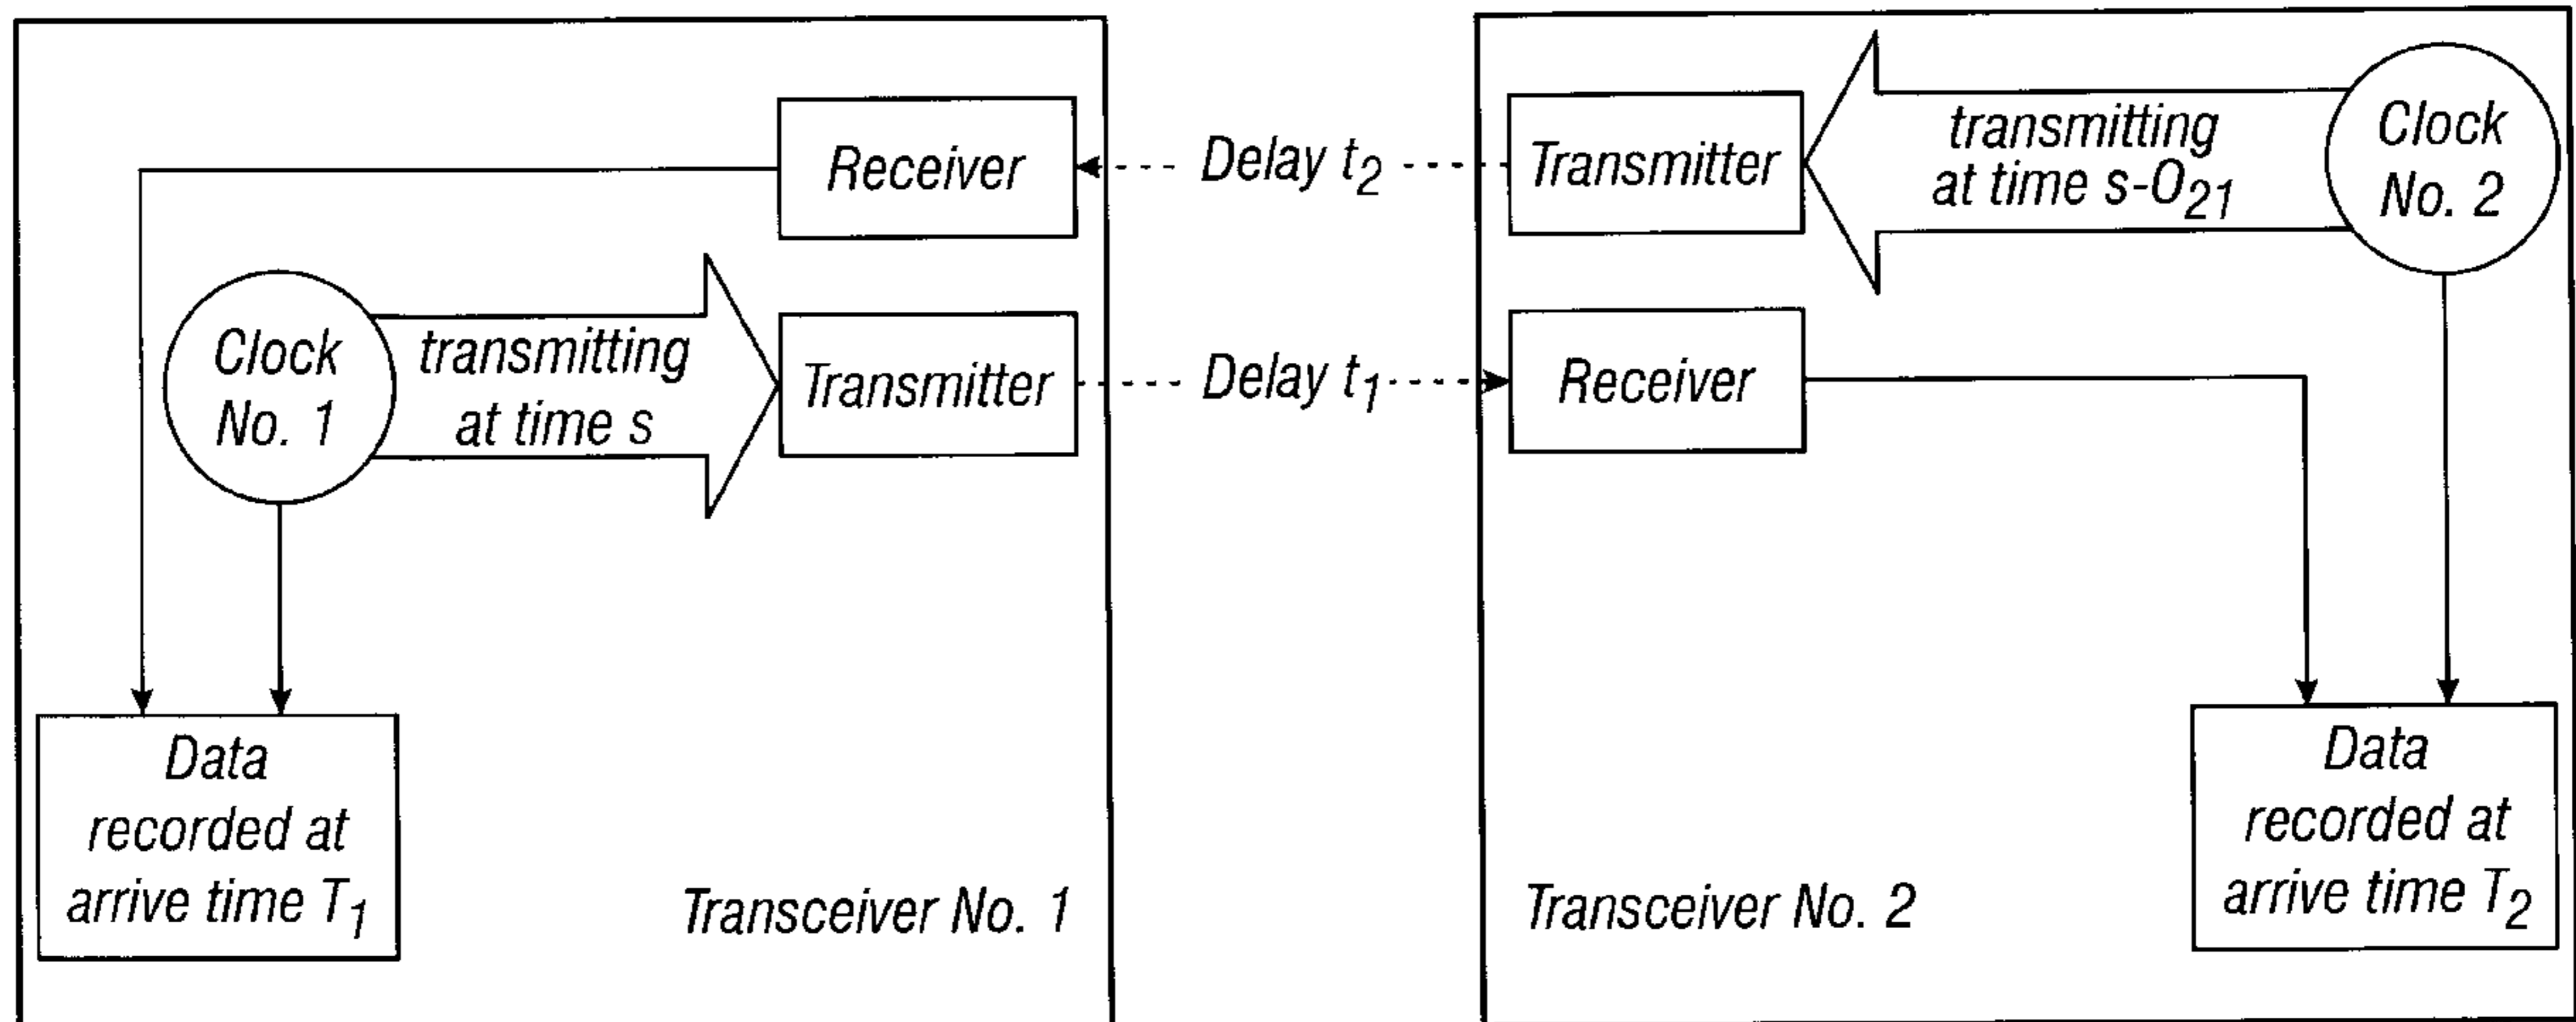 Receiver
Delay t2
Transmitter
transmitting
at time s-O21
Clock
No. 2
Clock
No. 1
transmitting
at time s
Transmitter
Delay t1
Receiver
Data
recorded at
arrive time T1
Transceiver No. 1
Transceiver No. 2
Data
recorded at
arrive time T2